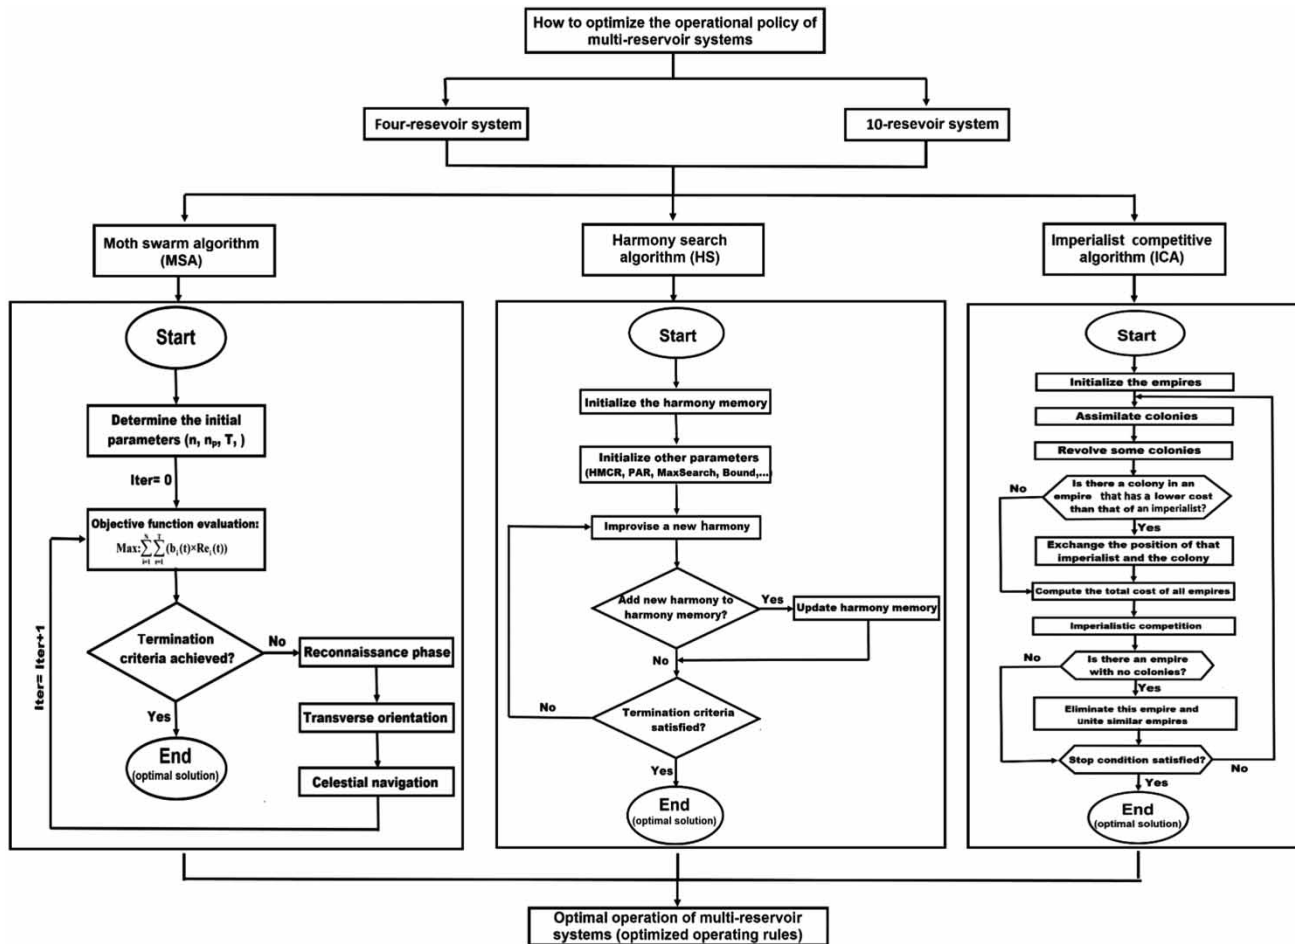 How to optimize the operational policy of
multi-reservoir systems
Four-resevoir system
10-resevoir system
Moth swarm algorithm
(MSA)
Harmony search
algorithm (HS)
Imperialist competitive
algorithm (ICA)
Start
Determine the initial
parameters (n, nₚ, T, )
Iter= 0
Objective function evaluation:
Max:∑∑(bᵢ(t)×Reᵢ(t))
Termination
criteria achieved?
No
Yes
End
(optimal solution)
Reconnaissance phase
Transverse orientation
Celestial navigation
Iter= Iter+1
Start
Initialize the harmony memory
Initialize other parameters
(HMCR, PAR, MaxSearch, Bound,...)
Improvise a new harmony
Add new harmony to
harmony memory?
Yes
Update harmony memory
No
Termination criteria
satisfied?
No
Yes
End
(optimal solution)
Start
Initialize the empires
Assimilate colonies
Revolve some colonies
Is there a colony in an
empire that has a lower cost
than that of an imperialist?
No
Yes
Exchange the position of that
imperialist and the colony
Compute the total cost of all empires
Imperialistic competition
Is there an empire
with no colonies?
No
Yes
Eliminate this empire and
unite similar empires
Stop condition satisfied?
No
Yes
End
(optimal solution)
Optimal operation of multi-reservoir
systems (optimized operating rules)